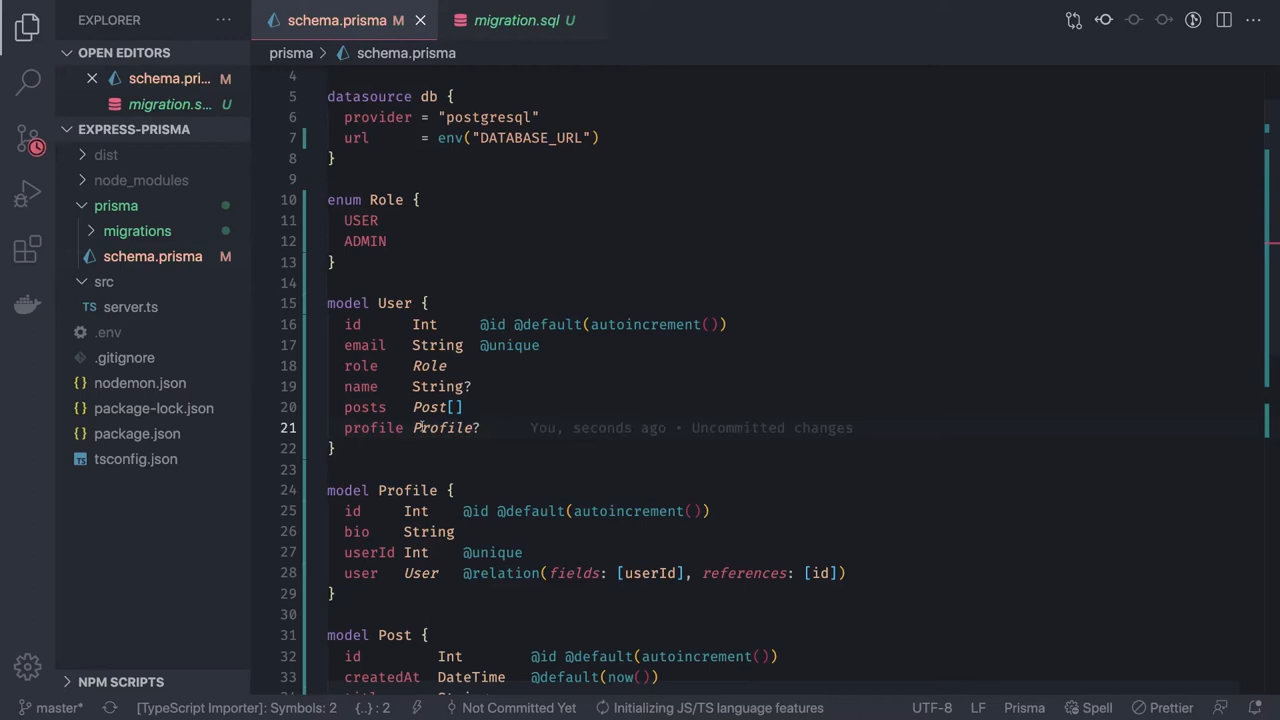 EXPLORER
OPEN EDITORS
schema.pri... M
migration.s... U
EXPRESS-PRISMA
dist
node_modules
prisma
migrations
schema.prisma M
src
TS server.ts
.env
.gitignore
{} nodemon.json
{} package-lock.json
{} package.json
tsconfig.json
NPM SCRIPTS
schema.prisma M
migration.sql U
prisma > schema.prisma
4
5 datasource db {
6 provider = "postgresql"
7 url = env("DATABASE_URL")
8 }
9
10 enum Role {
11 USER
12 ADMIN
13 }
14
15 model User {
16 id Int @id @default(autoincrement())
17 email String @unique
18 role Role
19 name String?
20 posts Post[]
21 profile Profile? You, seconds ago • Uncommitted changes
22 }
23
24 model Profile {
25 id Int @id @default(autoincrement())
26 bio String
27 userId Int @unique
28 user User @relation(fields: [userId], references: [id])
29 }
30
31 model Post {
32 id Int @id @default(autoincrement())
33 createdAt DateTime @default(now())
master* [TypeScript Importer]: Symbols: 2 {..} : 2 Not Committed Yet Initializing JS/TS language features UTF-8 LF Prisma Spell Prettier